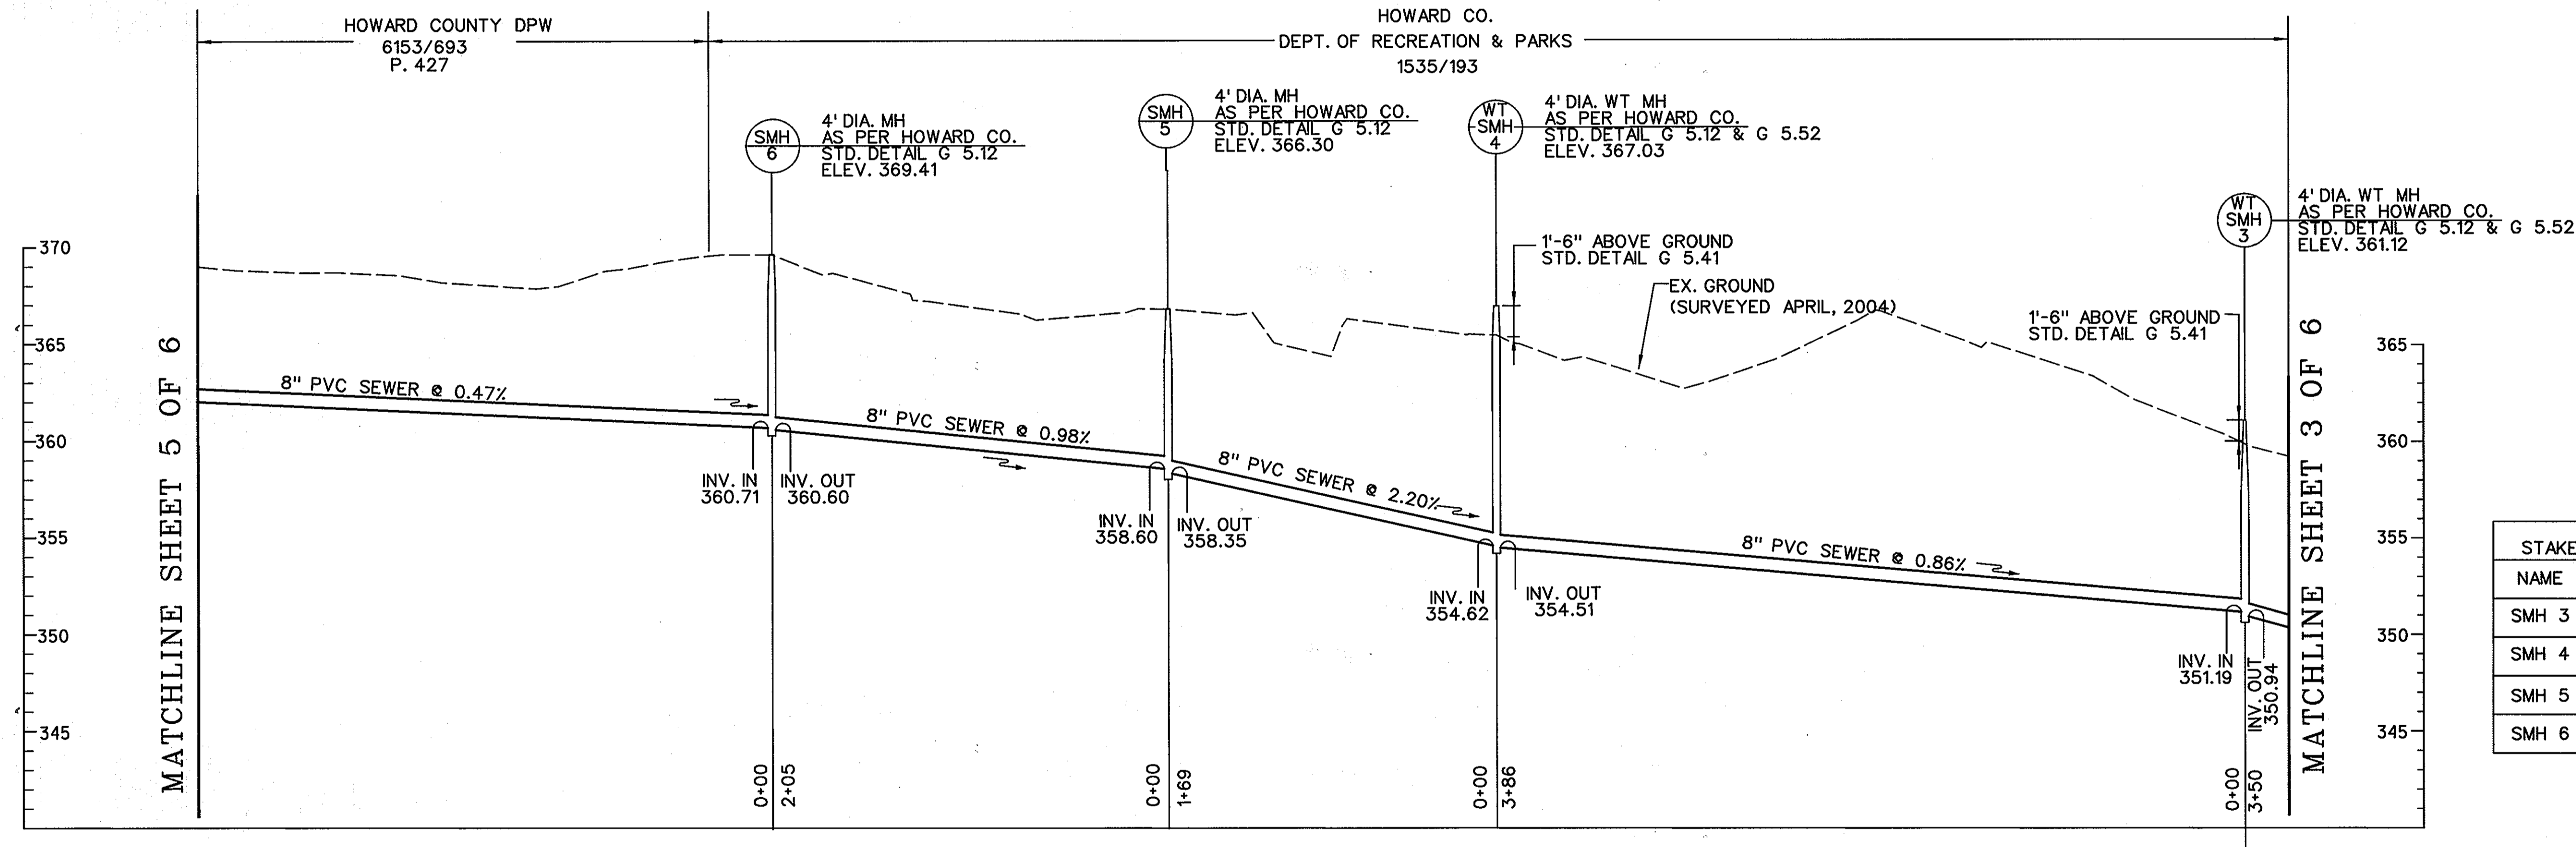 HOWARD COUNTY DPW
6153/693
P. 427
HOWARD CO.
DEPT. OF RECREATION & PARKS
1535/193
SMH
6
4' DIA. MH
AS PER HOWARD CO.
STD. DETAIL G 5.12
ELEV. 369.41
SMH
5
4' DIA. MH
AS PER HOWARD CO.
STD. DETAIL G 5.12
ELEV. 366.30
WT
SMH
4
4' DIA. WT MH
AS PER HOWARD CO.
STD. DETAIL G 5.12 & G 5.52
ELEV. 367.03
WT
SMH
3
4' DIA. WT MH
AS PER HOWARD CO.
STD. DETAIL G 5.12 & G 5.52
ELEV. 361.12
1'-6" ABOVE GROUND
STD. DETAIL G 5.41
EX. GROUND
(SURVEYED APRIL, 2004)
1'-6" ABOVE GROUND
STD. DETAIL G 5.41
370
365
360
355
350
345
MATCHLINE SHEET 5 OF 6
8" PVC SEWER @ 0.47%
8" PVC SEWER @ 0.98%
8" PVC SEWER @ 2.20%
8" PVC SEWER @ 0.86%
INV. IN
360.71
INV. OUT
360.60
INV. IN
358.60
INV. OUT
358.35
INV. IN
354.62
INV. OUT
354.51
INV. IN
351.19
INV. OUT
350.94
0+00
2+05
0+00
1+69
0+00
3+86
0+00
3+50
MATCHLINE SHEET 3 OF 6
365
360
355
350
345
STAKE
NAME
SMH 3
SMH 4
SMH 5
SMH 6